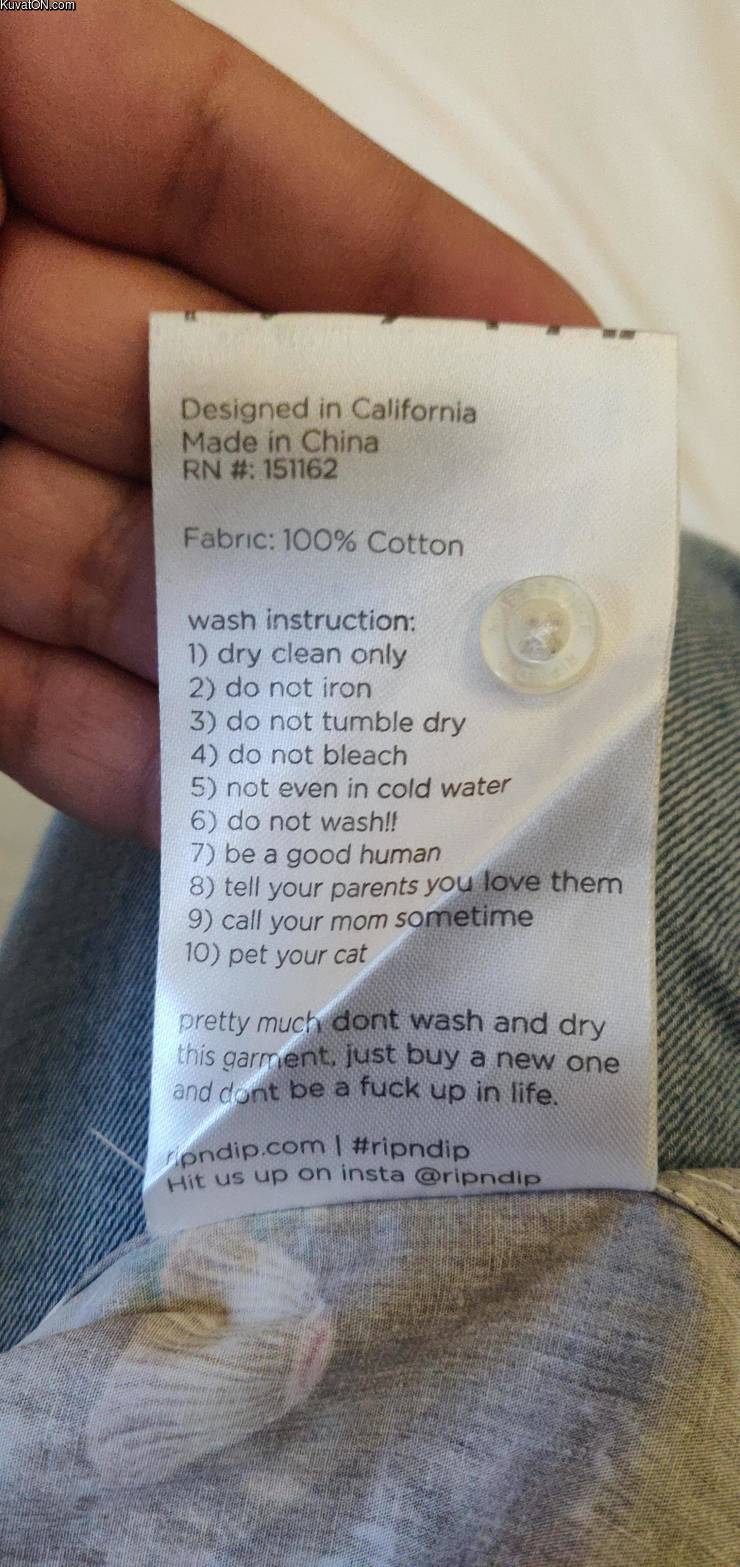 KuvatON.com
Designed in California
Made in China
RN #: 151162
Fabric: 100% Cotton
wash instruction:
1) dry clean only
2) do not iron
3) do not tumble dry
4) do not bleach
5) not even in cold water
6) do not wash!!
7) be a good human
8) tell your parents you love them
9) call your mom sometime
10) pet your cat
pretty much dont wash and dry
this garment, just buy a new one
and dont be a fuck up in life.
ripndip.com | #ripndip
Hit us up on insta @ripndip